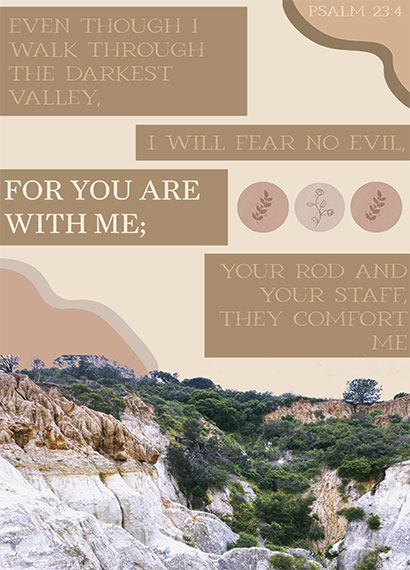 PSALM 23:4
EVEN THOUGH I
WALK THROUGH
THE DARKEST
VALLEY,
I WILL FEAR NO EVIL,
FOR YOU ARE
WITH ME;
YOUR ROD AND
YOUR STAFF,
THEY COMFORT
ME